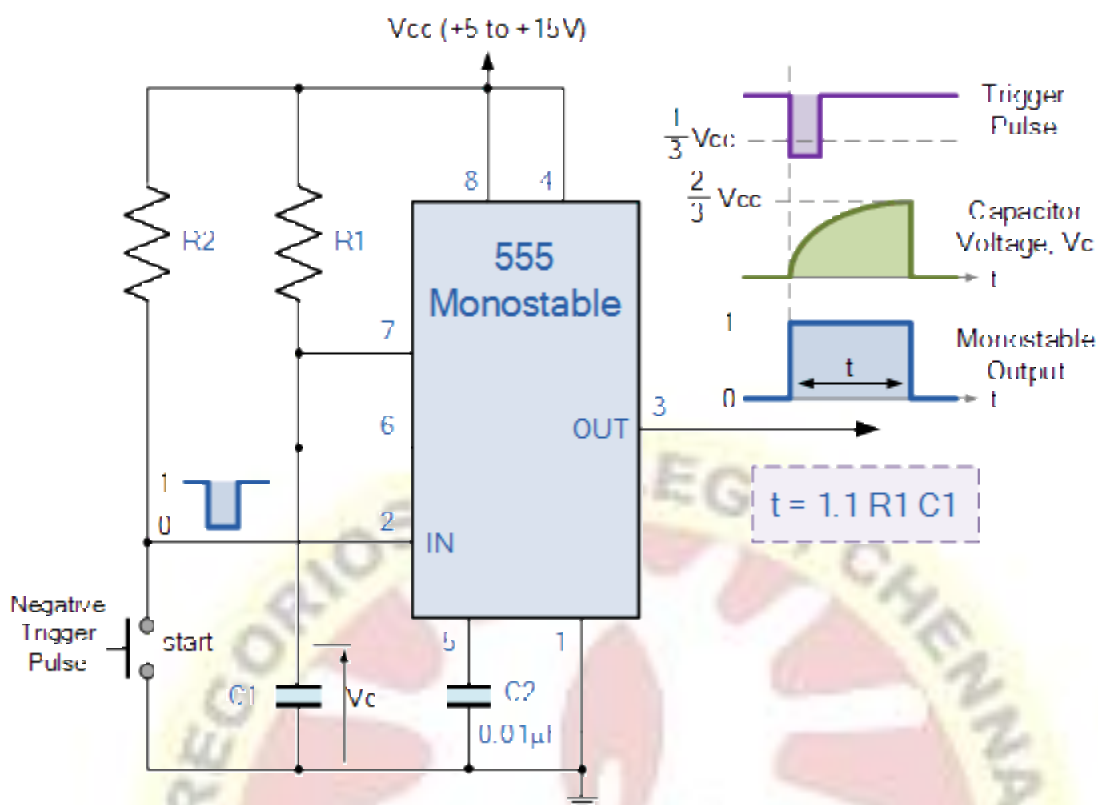 Vcc (+5 to +15V)
8
4
R2
R1
555
Monostable
7
6
2
IN
OUT
3
1
0
Negative
Trigger
Pulse
start
C1
Vc
5
1
C2
0.01µf
1/3 Vcc
Trigger
Pulse
2/3 Vcc
Capacitor
Voltage, Vc
t
1
0
t
Monostable
Output
t
t = 1.1 R1 C1
CHENNA